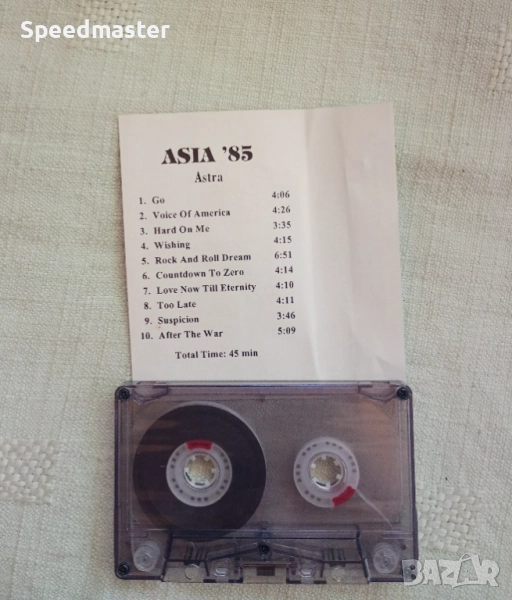 Speedmaster
ASIA '85
Astra
1. Go 4:06
2. Voice Of America 4:26
3. Hard On Me 3:35
4. Wishing 4:15
5. Rock And Roll Dream 6:51
6. Countdown To Zero 4:14
7. Love Now Till Eternity 4:10
8. Too Late 4:11
9. Suspicion 3:46
10. After The War 5:09
Total Time: 45 min
BAZAR